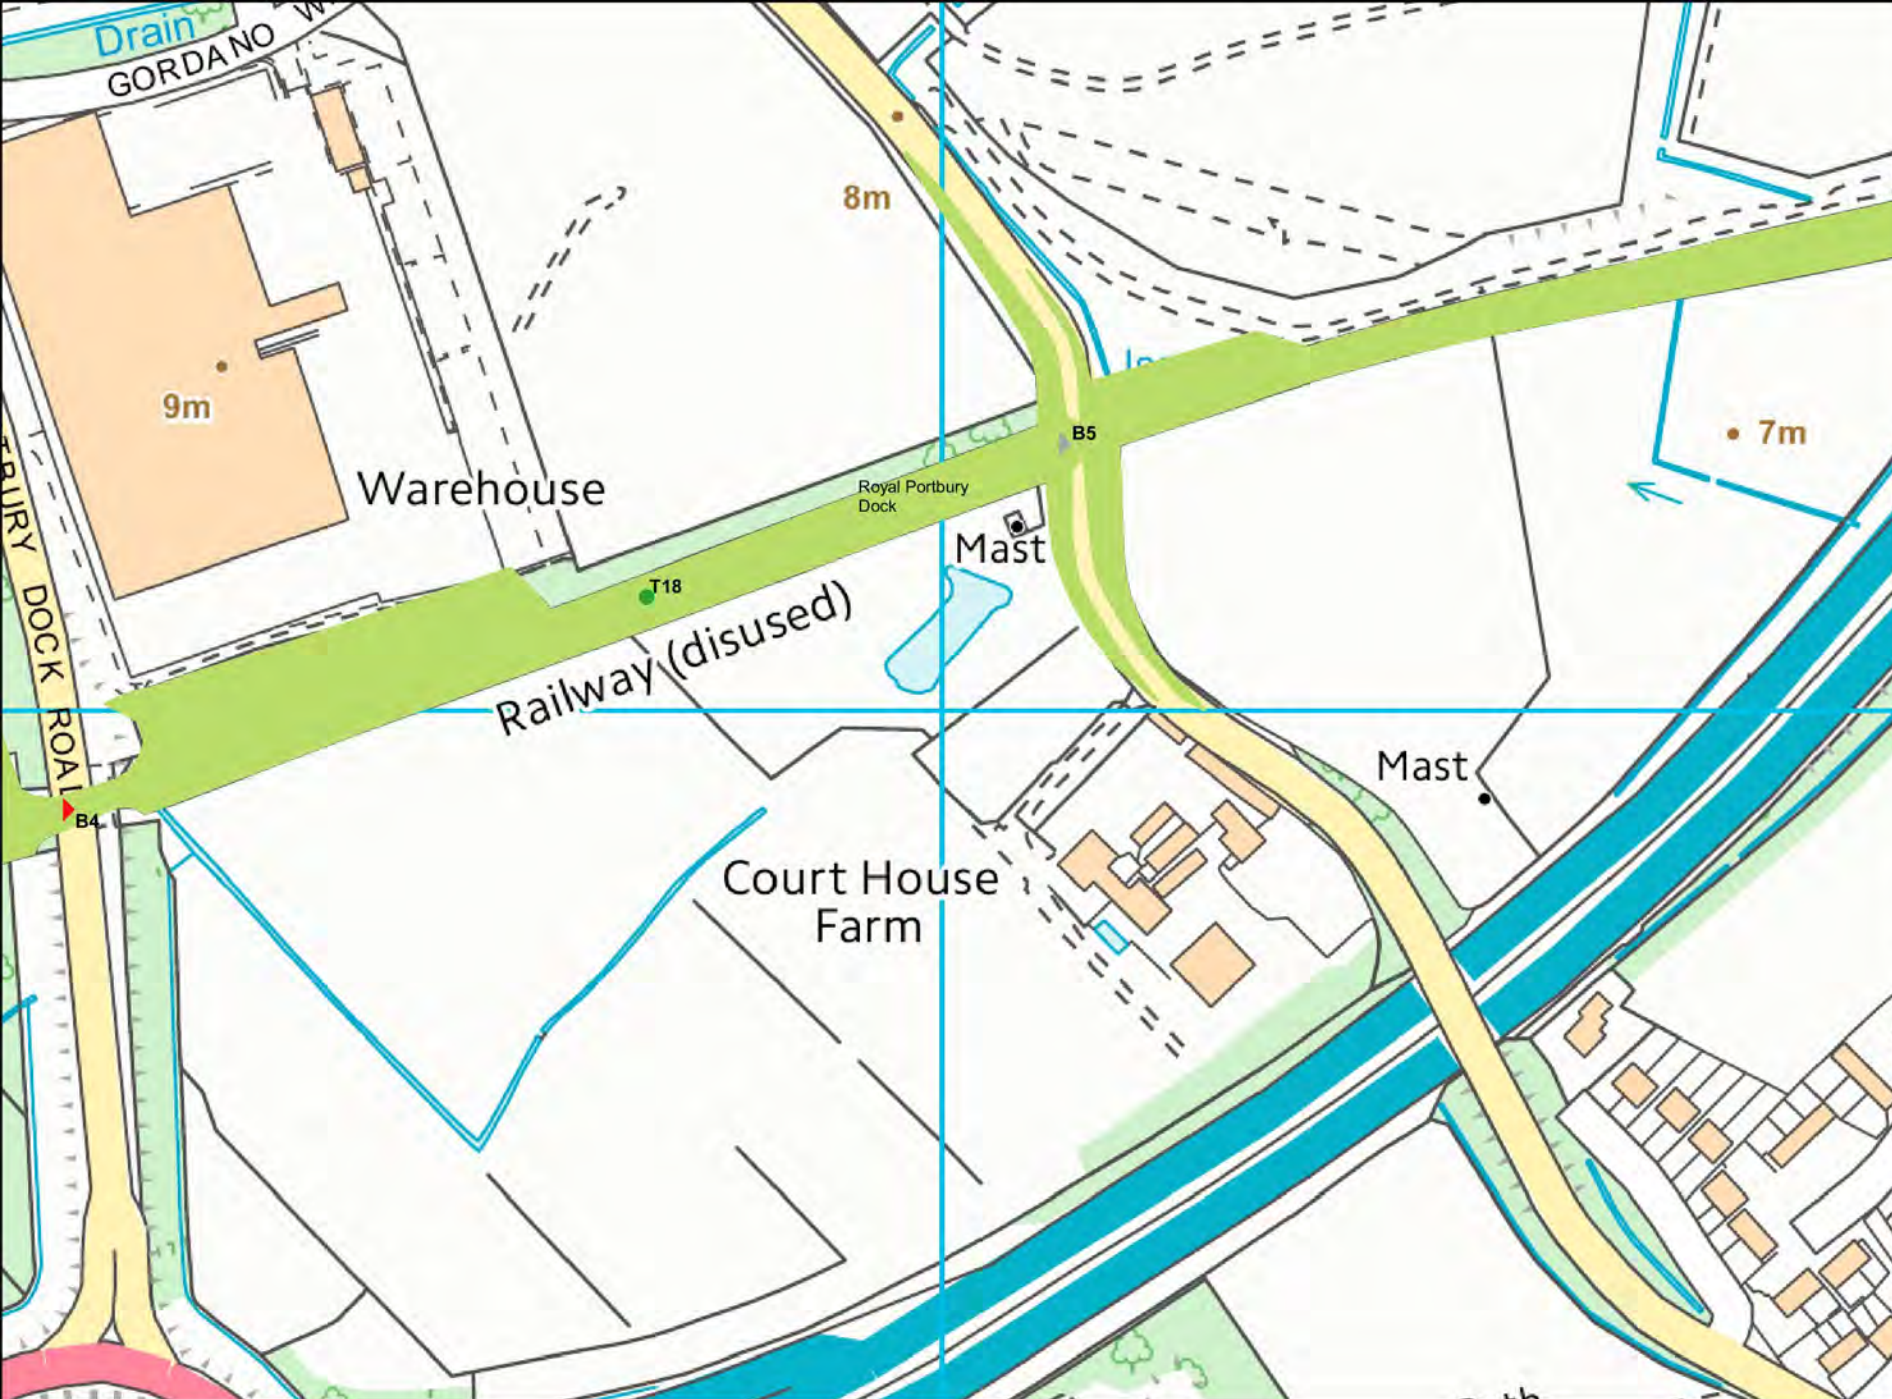 Drain
GORDANO
8m
9m
B5
7m
Warehouse
Royal Portbury
Dock
Mast
T18
Railway (disused)
DOCK ROAD
Mast
B4
Court House
Farm